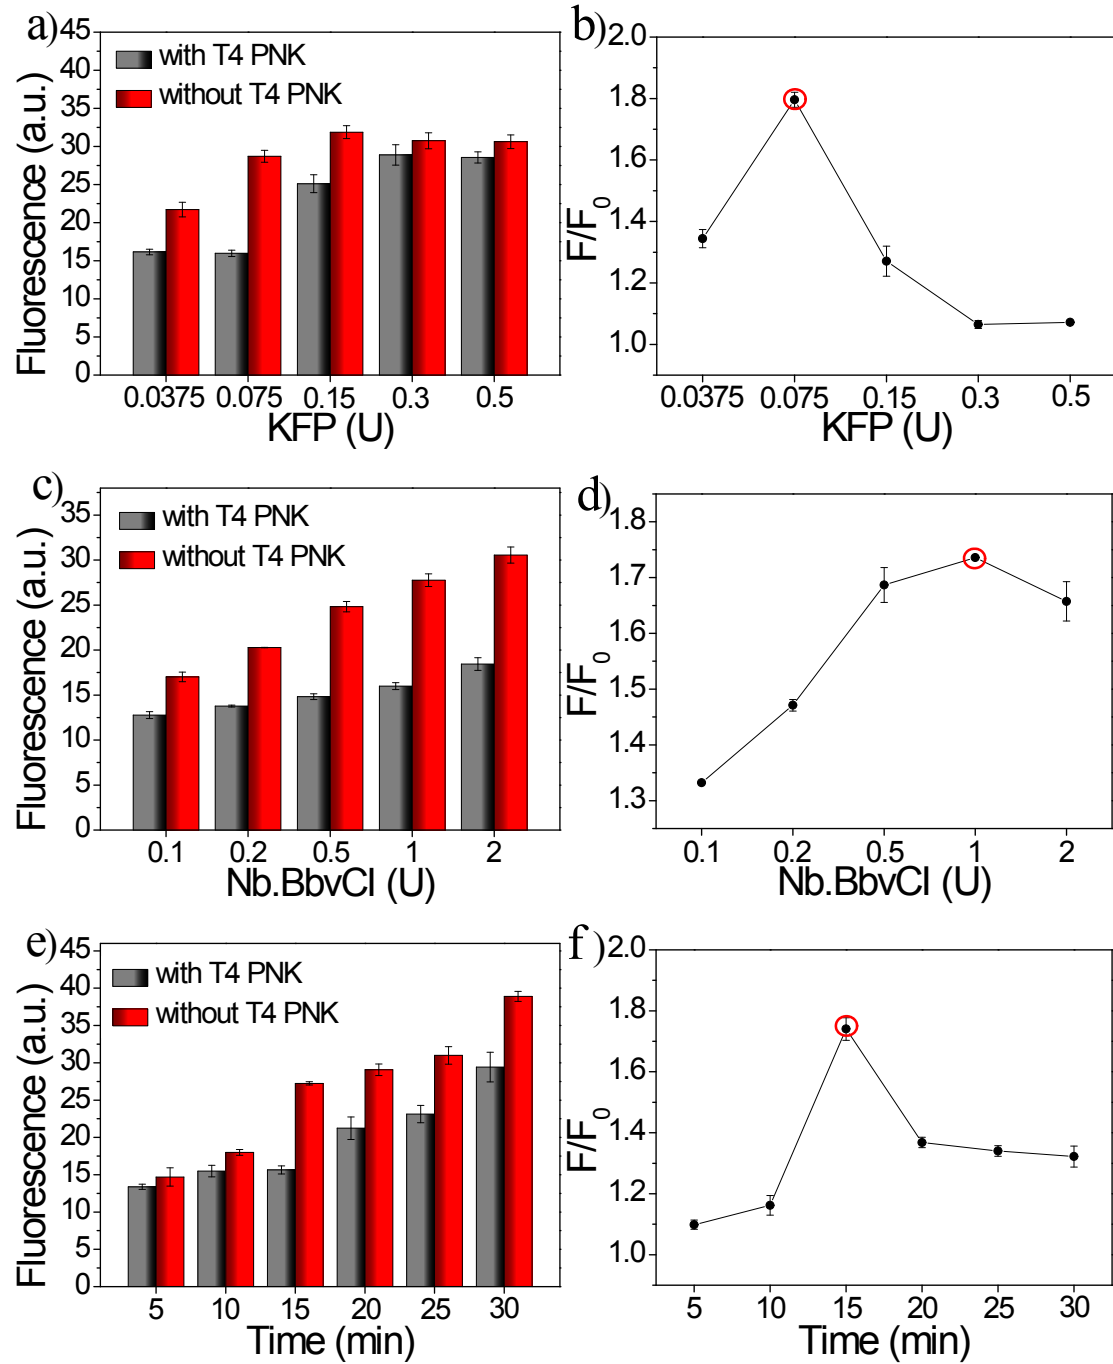 a)
Fluorescence (a.u.)
45
40
35
30
25
20
15
10
5
0
with T4 PNK
without T4 PNK
0.0375 0.075 0.15 0.3 0.5
KFP (U)
b)
F/F0
2.0
1.8
1.6
1.4
1.2
1.0
0.0375 0.075 0.15 0.3 0.5
KFP (U)
c)
Fluorescence (a.u.)
35
30
25
20
15
10
5
0
with T4 PNK
without T4 PNK
0.1 0.2 0.5 1 2
Nb.BbvCI (U)
d)
F/F0
1.8
1.7
1.6
1.5
1.4
1.3
0.1 0.2 0.5 1 2
Nb.BbvCI (U)
e)
Fluorescence (a.u.)
45
40
35
30
25
20
15
10
5
0
with T4 PNK
without T4 PNK
5 10 15 20 25 30
Time (min)
f)
F/F0
2.0
1.8
1.6
1.4
1.2
1.0
5 10 15 20 25 30
Time (min)